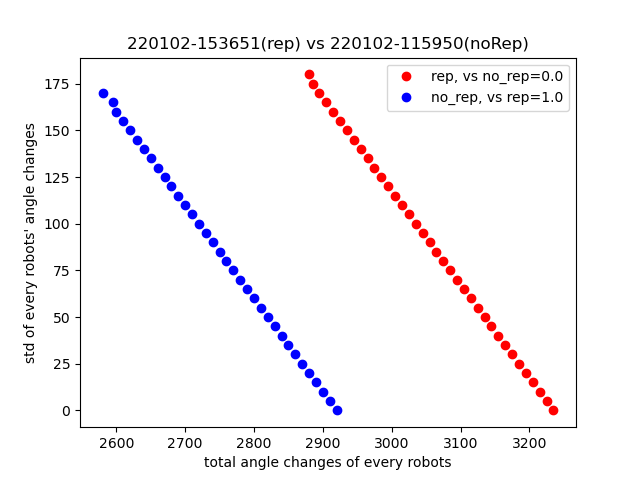 220102-153651(rep) vs 220102-115950(noRep)
rep, vs no_rep=0.0
no_rep, vs rep=1.0
std of every robots' angle changes
175
150
125
100
75
50
25
0
2600 2700 2800 2900 3000 3100 3200
total angle changes of every robots